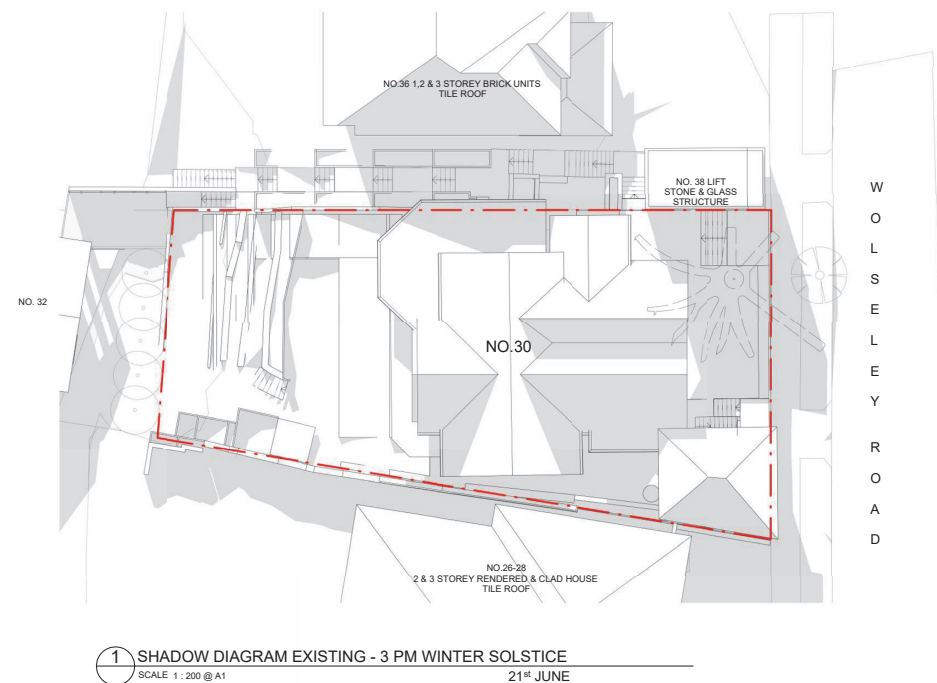 NO.36 1,2 & 3 STOREY BRICK UNITS
TILE ROOF
NO. 38 LIFT
STONE & GLASS
STRUCTURE
WOLSELEY ROAD
NO. 32
NO.30
NO.26-28
2 & 3 STOREY RENDERED & CLAD HOUSE
TILE ROOF
1
SHADOW DIAGRAM EXISTING - 3 PM WINTER SOLSTICE
SCALE 1 : 200 @ A1
21st JUNE